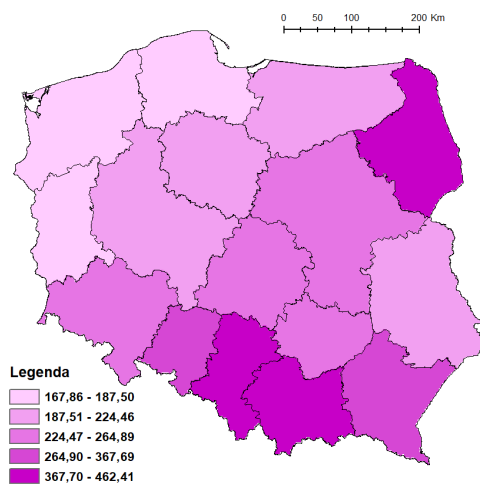 0 50 100 200 Km
Legenda
167,86 - 187,50
187,51 - 224,46
224,47 - 264,89
264,90 - 367,69
367,70 - 462,41